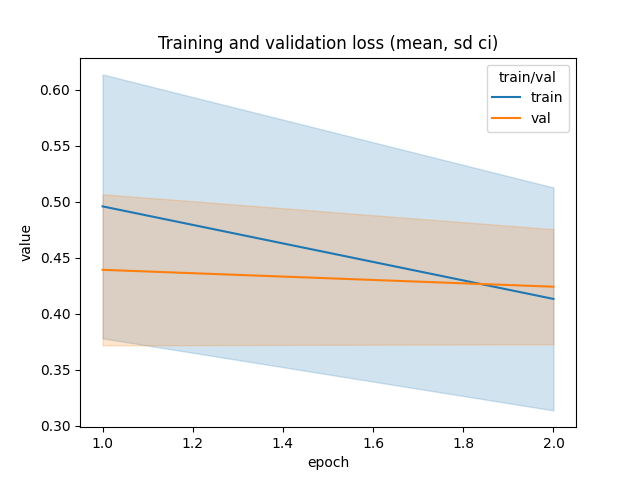 Training and validation loss (mean, sd ci)
train/val
train
val
value
0.60
0.55
0.50
0.45
0.40
0.35
0.30
1.0
1.2
1.4
1.6
1.8
2.0
epoch